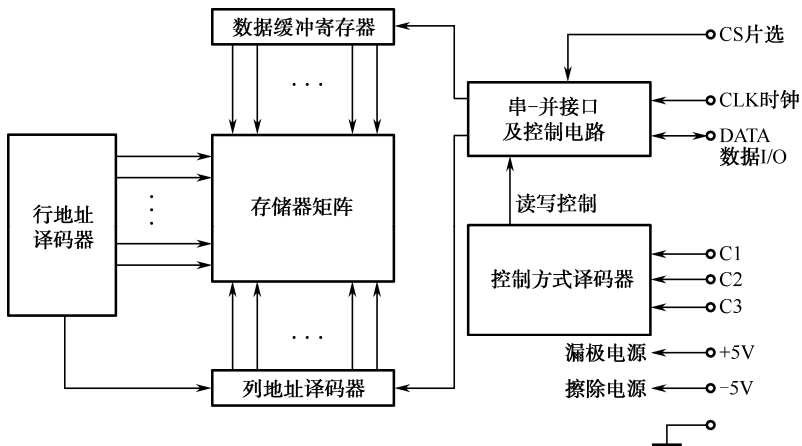 数据缓冲寄存器
CS片选
串-并接口
及控制电路
CLK时钟
DATA
数据I/O
· · ·
行地址
译码器
存储器矩阵
读写控制
控制方式译码器
C1
C2
C3
· · ·
漏极电源
+5V
列地址译码器
擦除电源
−5V